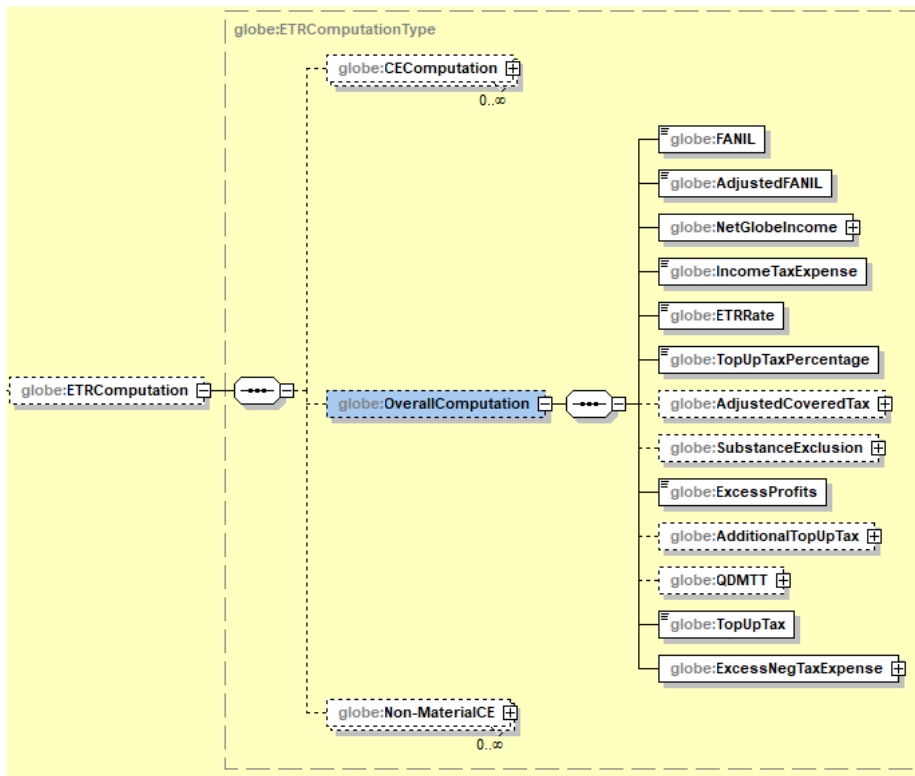 globe:ETRComputationType
globe:CEComputation
0..∞
globe:FANIL
globe:AdjustedFANIL
globe:NetGlobeIncome
globe:IncomeTaxExpense
globe:ETRRate
globe:TopUpTaxPercentage
globe:ETRComputation
globe:OverallComputation
globe:AdjustedCoveredTax
globe:SubstanceExclusion
globe:ExcessProfits
globe:AdditionalTopUpTax
globe:QDMTT
globe:TopUpTax
globe:ExcessNegTaxExpense
globe:Non-MaterialCE
0..∞